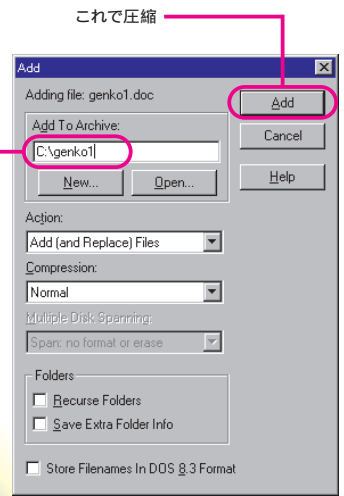 これで圧縮
Add
Adding file: genko1.doc
Add
Add To Archive:
Cancel
C:\genko1
New...
Open...
Help
Action:
Add (and Replace) Files
Compression:
Normal
Multiple Disk Spanning:
Span: no format or erase
Folders
Recurse Folders
Save Extra Folder Info
Store Filenames In DOS 8.3 Format